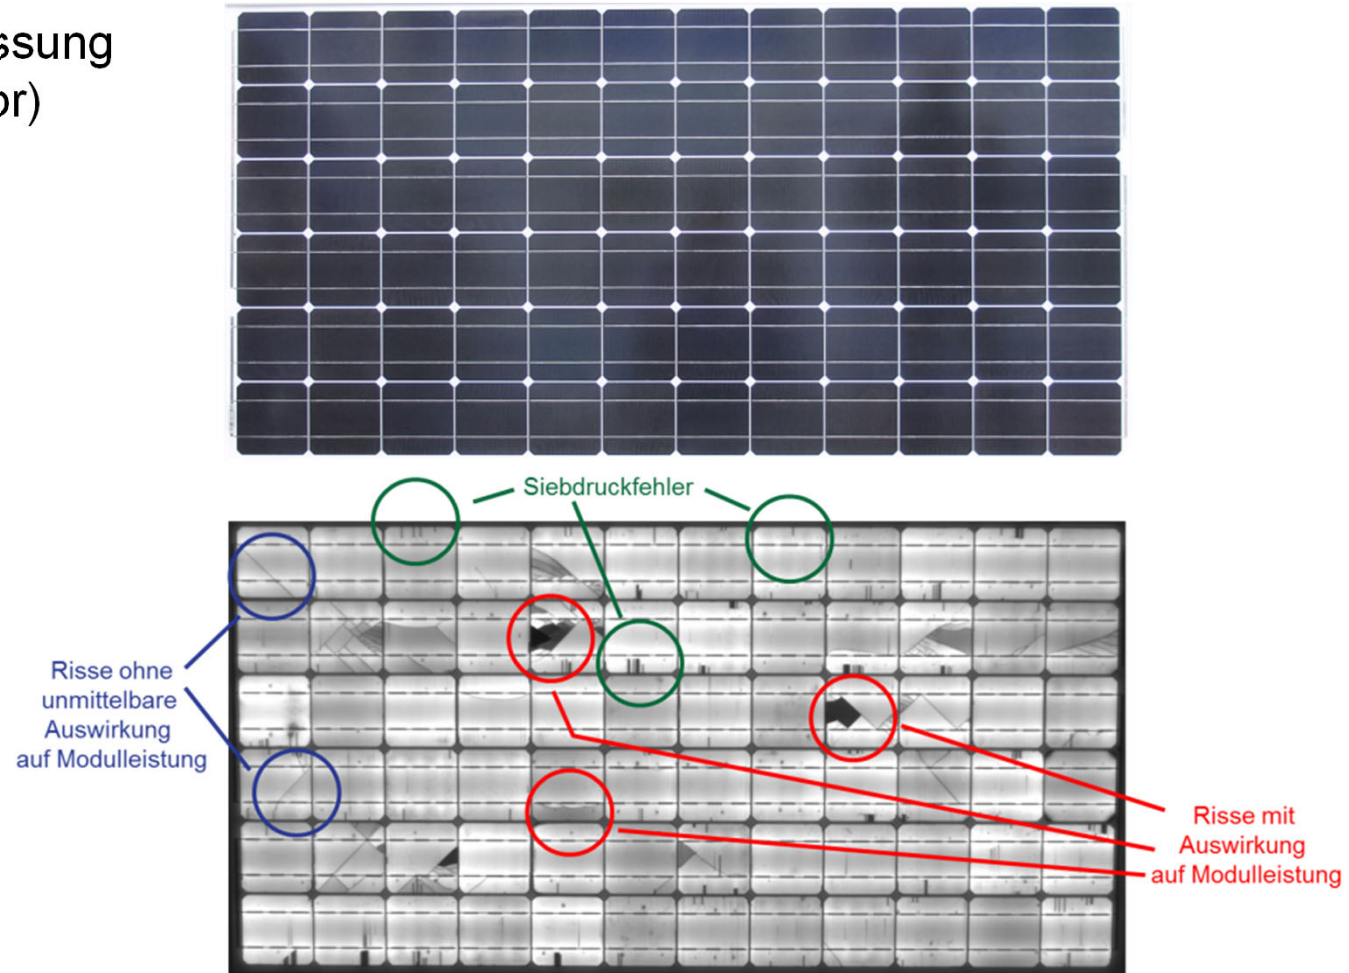 ssung
or)
Siebdruckfehler
Risse ohne
unmittelbare
Auswirkung
auf Modulleistung
Risse mit
Auswirkung
auf Modulleistung